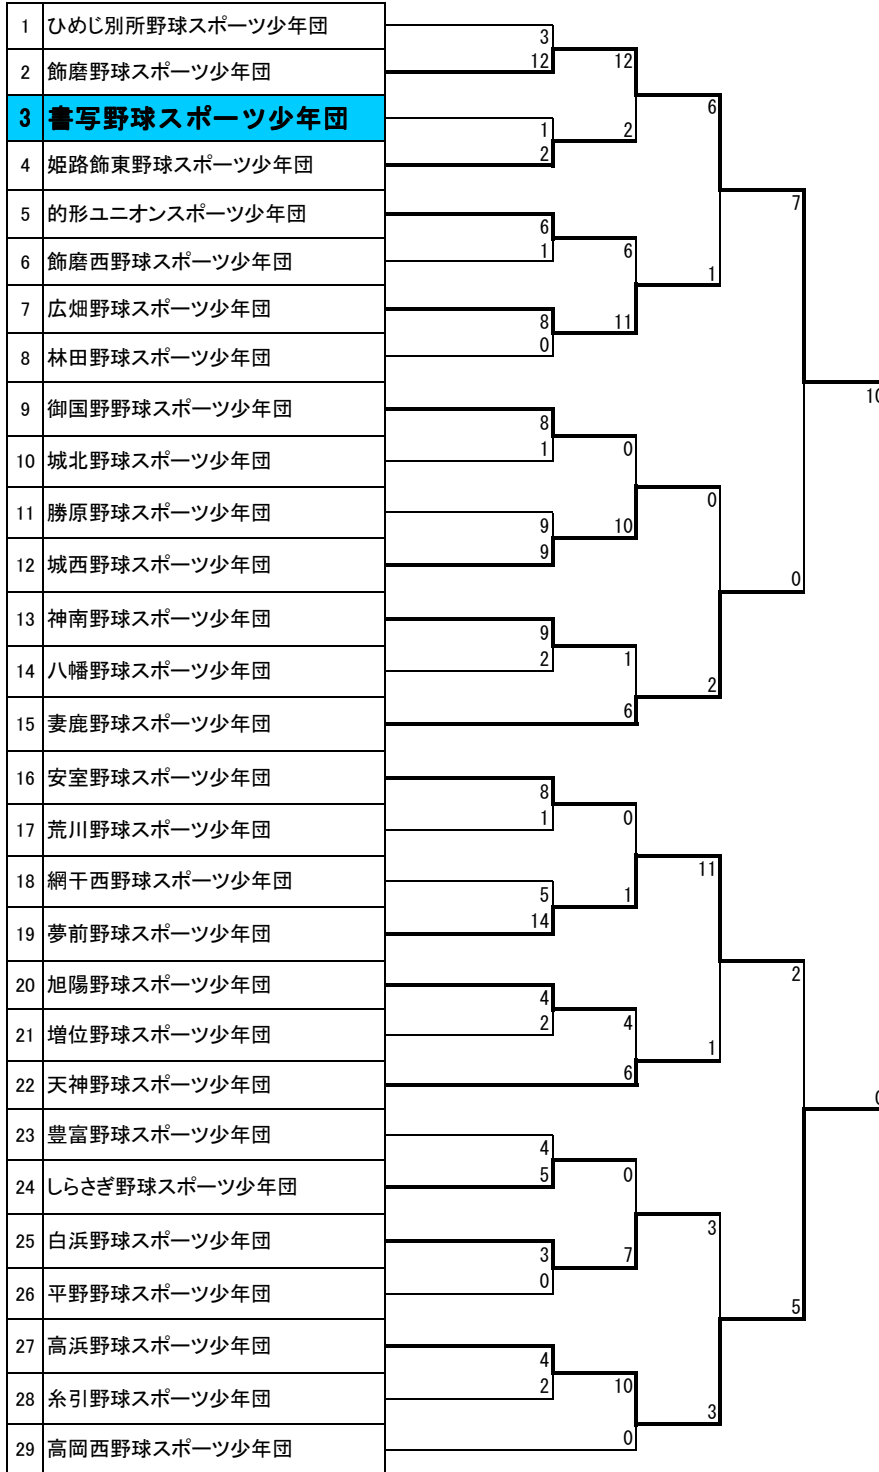 1 ひめじ別所野球スポーツ少年団
2 飾磨野球スポーツ少年団
3 書写野球スポーツ少年団
4 姫路飾東野球スポーツ少年団
5 的形ユニオンスポーツ少年団
6 飾磨西野球スポーツ少年団
7 広畑野球スポーツ少年団
8 林田野球スポーツ少年団
9 御国野野球スポーツ少年団
10 城北野球スポーツ少年団
11 勝原野球スポーツ少年団
12 城西野球スポーツ少年団
13 神南野球スポーツ少年団
14 八幡野球スポーツ少年団
15 妻鹿野球スポーツ少年団
16 安室野球スポーツ少年団
17 荒川野球スポーツ少年団
18 網干西野球スポーツ少年団
19 夢前野球スポーツ少年団
20 旭陽野球スポーツ少年団
21 増位野球スポーツ少年団
22 天神野球スポーツ少年団
23 豊富野球スポーツ少年団
24 しらさぎ野球スポーツ少年団
25 白浜野球スポーツ少年団
26 平野野球スポーツ少年団
27 高浜野球スポーツ少年団
28 糸引野球スポーツ少年団
29 高岡西野球スポーツ少年団
3
12
1
2
6
1
8
0
8
1
9
9
9
2
8
1
5
14
4
2
4
5
3
0
4
2
12
2
6
11
0
10
1
6
0
1
4
6
0
7
10
0
6
1
0
2
11
1
3
3
7
0
2
5
10
0